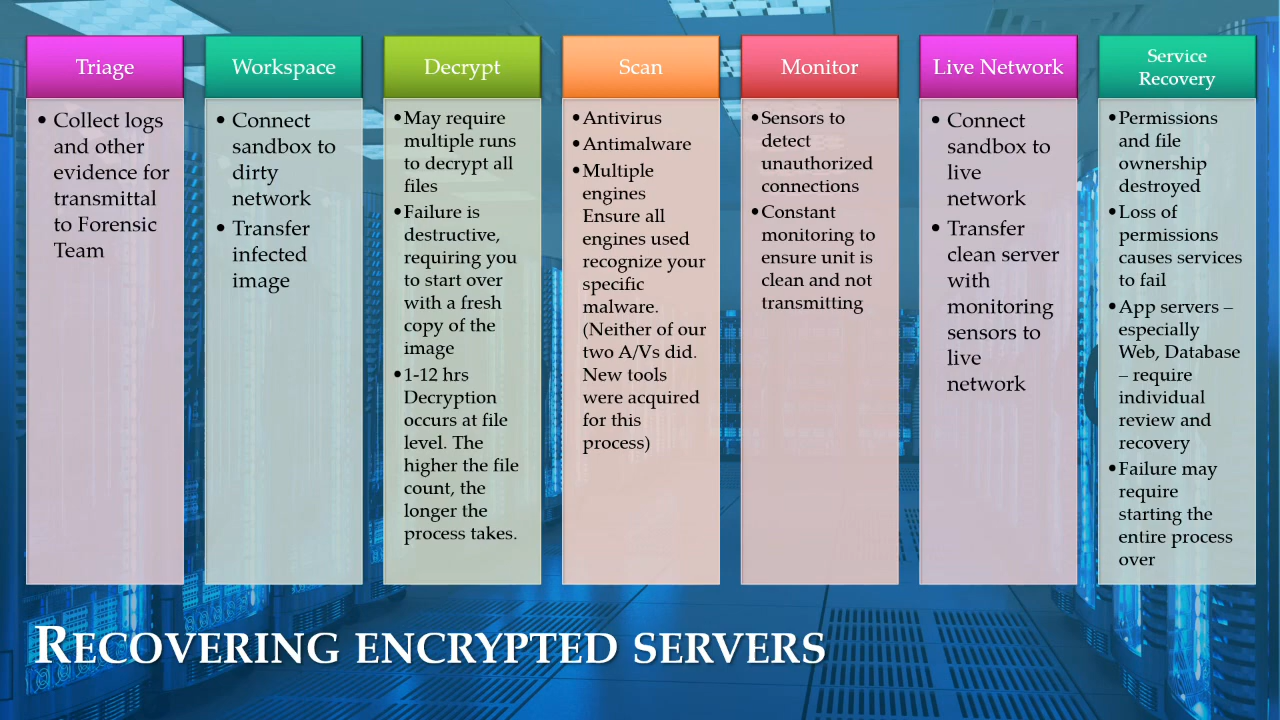 Triage
• Collect logs
and other
evidence for
transmittal
to Forensic
Team
Workspace
• Connect
sandbox to
dirty
network
• Transfer
infected
image
Decrypt
•May require
multiple runs
to decrypt all
files
•Failure is
destructive,
requiring you
to start over
with a fresh
copy of the
image
•1-12 hrs
Decryption
occurs at file
level. The
higher the file
count, the
longer the
process takes.
Scan
•Antivirus
•Antimalware
•Multiple
engines
Ensure all
engines used
recognize your
specific
malware.
(Neither of our
two A/Vs did.
New tools
were acquired
for this
process)
Monitor
•Sensors to
detect
unauthorized
connections
•Constant
monitoring to
ensure unit is
clean and not
transmitting
Live Network
• Connect
sandbox to
live
network
• Transfer
clean server
with
monitoring
sensors to
live
network
Service
Recovery
•Permissions
and file
ownership
destroyed
•Loss of
permissions
causes services
to fail
•App servers –
especially
Web, Database
– require
individual
review and
recovery
•Failure may
require
starting the
entire process
over
RECOVERING ENCRYPTED SERVERS